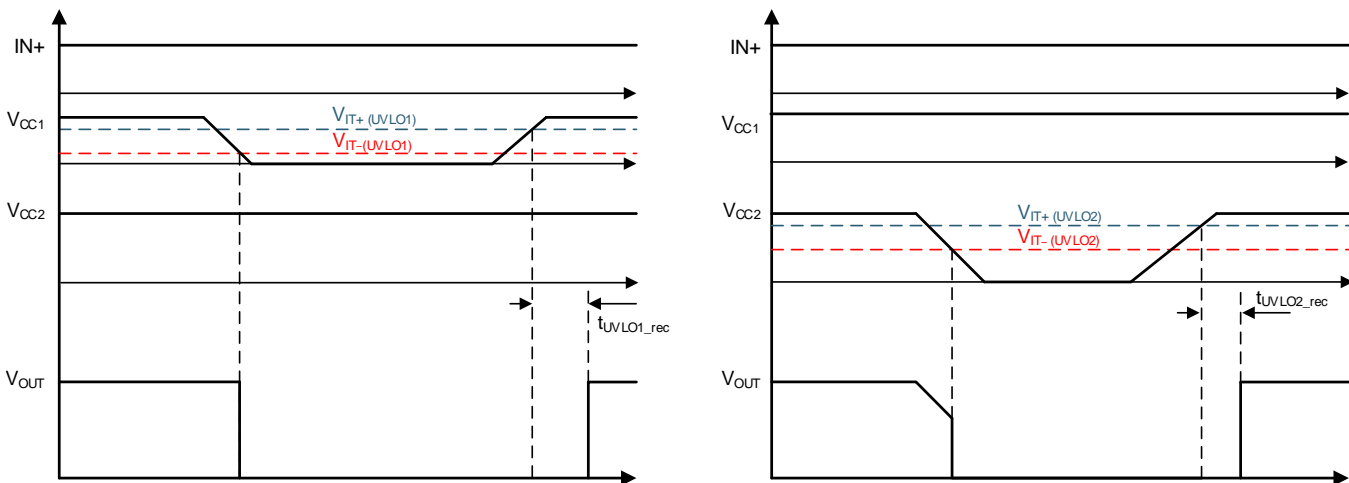 IN+
VCC1
VIT+ (UVLO1)
VIT–(UVLO1)
VCC2
tUVLO1_rec
VOUT
IN+
VCC1
VCC2
VIT+ (UVLO2)
VIT– (UVLO2)
tUVLO2_rec
VOUT